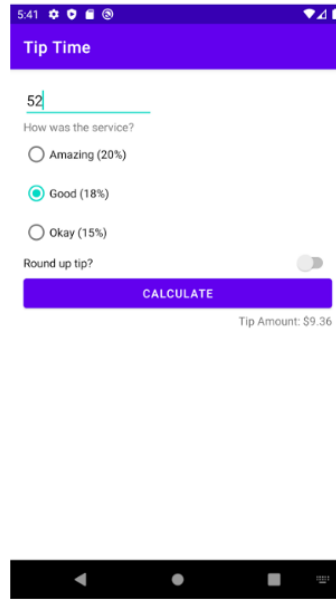 5:41
Tip Time
52
How was the service?
Amazing (20%)
Good (18%)
Okay (15%)
Round up tip?
CALCULATE
Tip Amount: $9.36